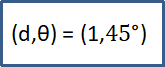 (d,θ) = (1,45°)